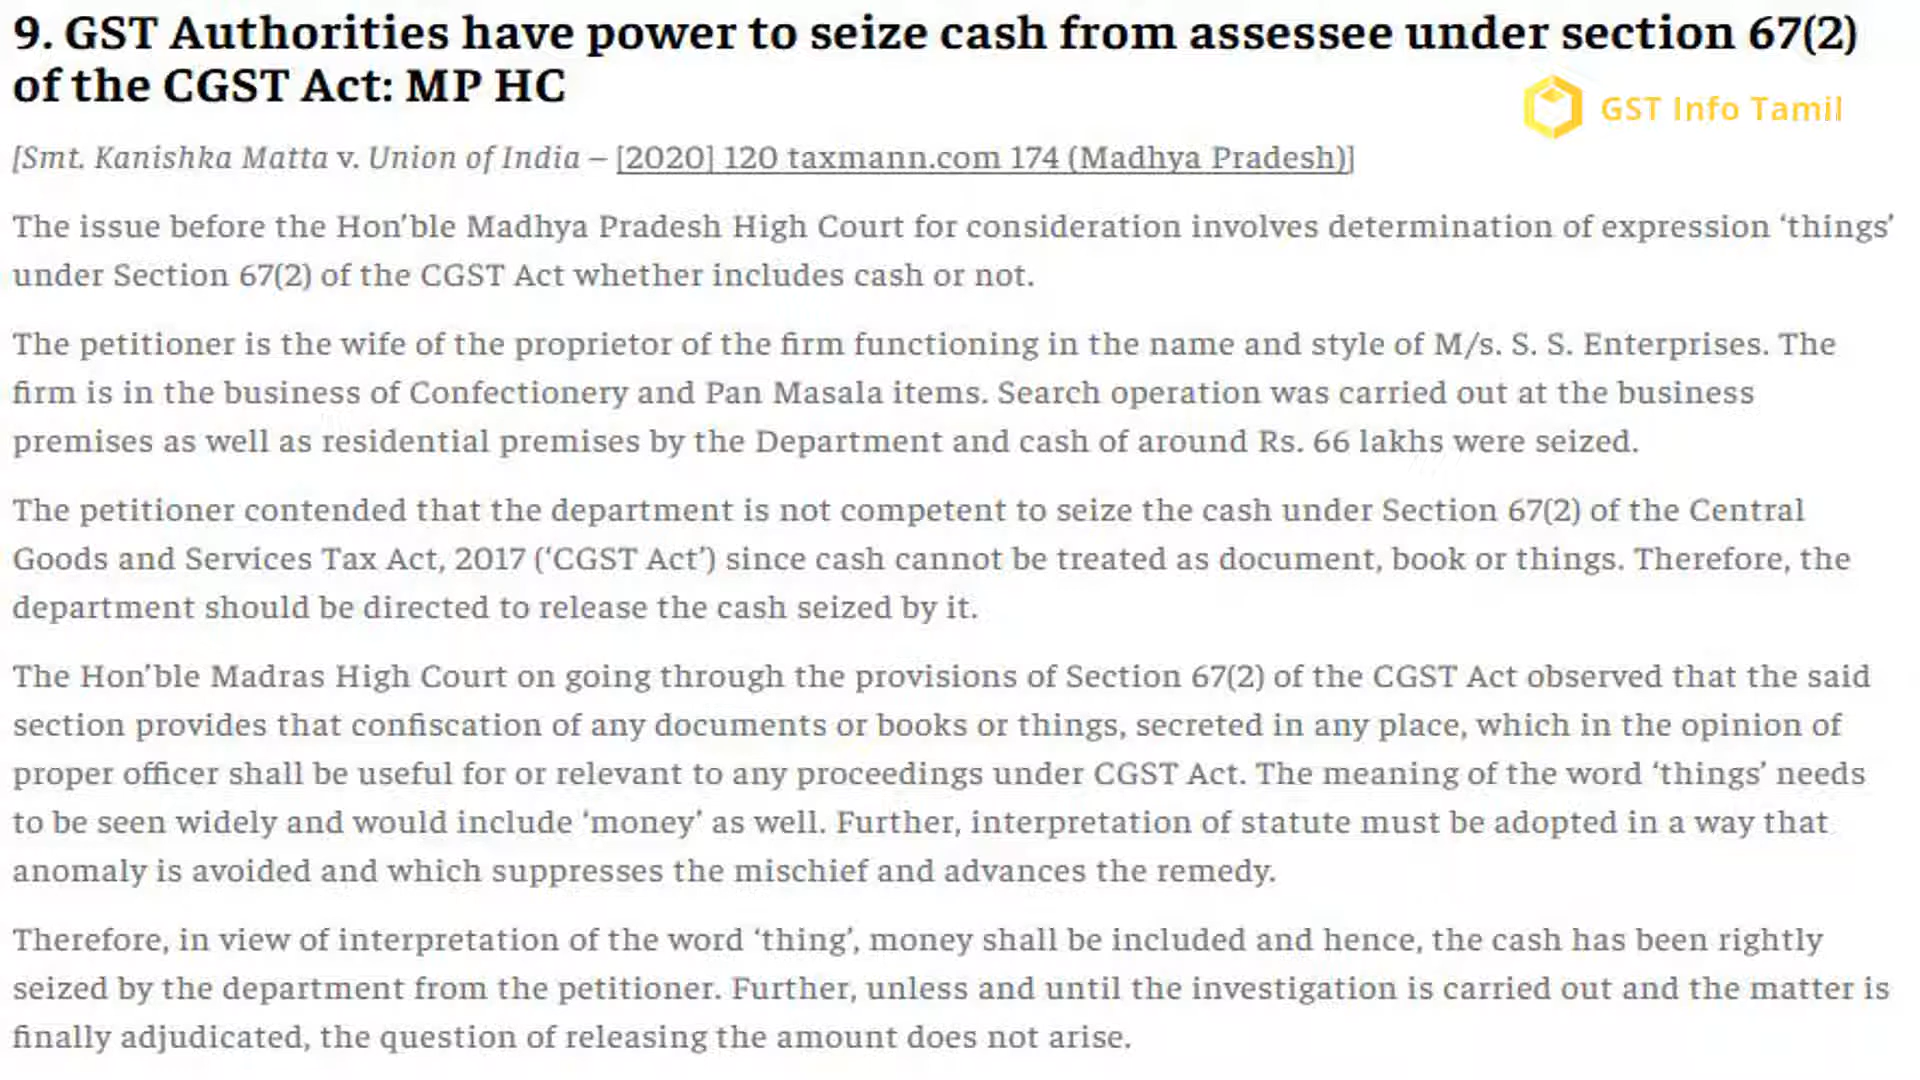 9. GST Authorities have power to seize cash from assessee under section 67(2)
of the CGST Act: MP HC
GST Info Tamil
[Smt. Kanishka Matta v. Union of India – [2020] 120 taxmann.com 174 (Madhya Pradesh)]
The issue before the Hon’ble Madhya Pradesh High Court for consideration involves determination of expression ‘things’
under Section 67(2) of the CGST Act whether includes cash or not.
The petitioner is the wife of the proprietor of the firm functioning in the name and style of M/s. S. S. Enterprises. The
firm is in the business of Confectionery and Pan Masala items. Search operation was carried out at the business
premises as well as residential premises by the Department and cash of around Rs. 66 lakhs were seized.
The petitioner contended that the department is not competent to seize the cash under Section 67(2) of the Central
Goods and Services Tax Act, 2017 (‘CGST Act’) since cash cannot be treated as document, book or things. Therefore, the
department should be directed to release the cash seized by it.
The Hon’ble Madras High Court on going through the provisions of Section 67(2) of the CGST Act observed that the said
section provides that confiscation of any documents or books or things, secreted in any place, which in the opinion of
proper officer shall be useful for or relevant to any proceedings under CGST Act. The meaning of the word ‘things’ needs
to be seen widely and would include ‘money’ as well. Further, interpretation of statute must be adopted in a way that
anomaly is avoided and which suppresses the mischief and advances the remedy.
Therefore, in view of interpretation of the word ‘thing’, money shall be included and hence, the cash has been rightly
seized by the department from the petitioner. Further, unless and until the investigation is carried out and the matter is
finally adjudicated, the question of releasing the amount does not arise.